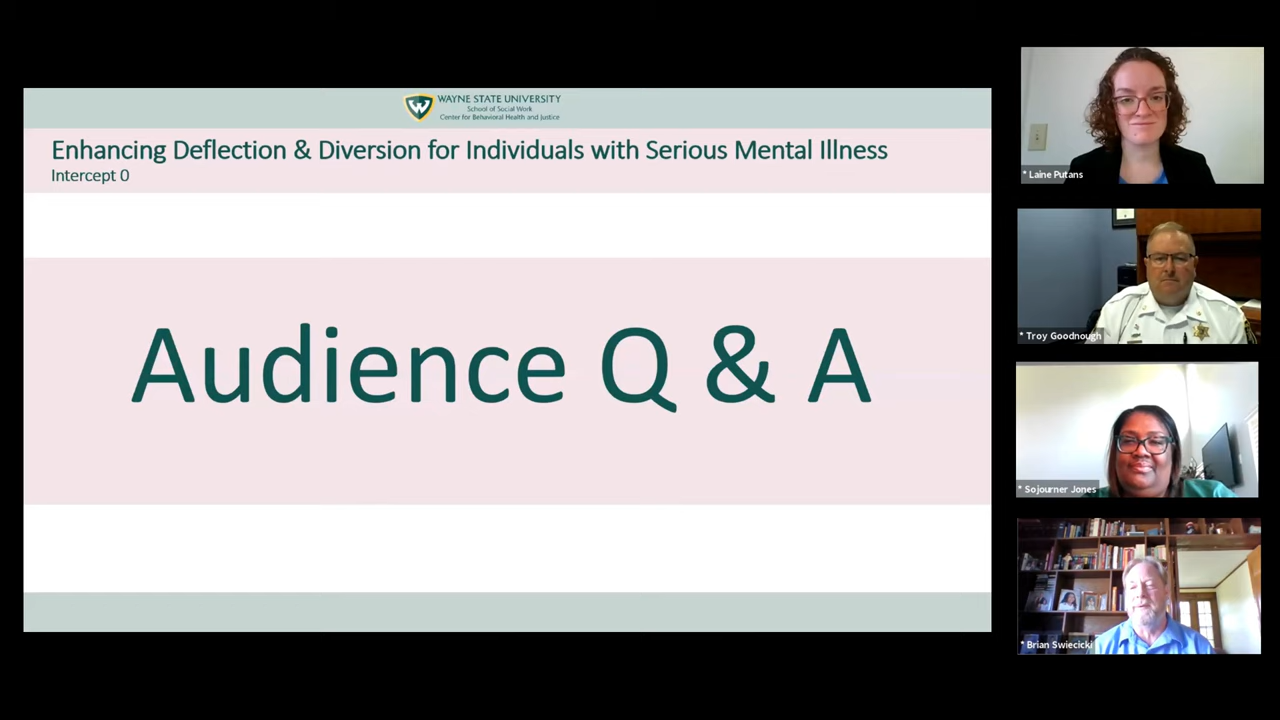 WAYNE STATE UNIVERSITY
School of Social Work
Center for Behavioral Health and Justice
Enhancing Deflection & Diversion for Individuals with Serious Mental Illness
Intercept 0
Audience Q & A
* Laine Putans
* Troy Goodnough
* Sojourner Jones
* Brian Swiecicki